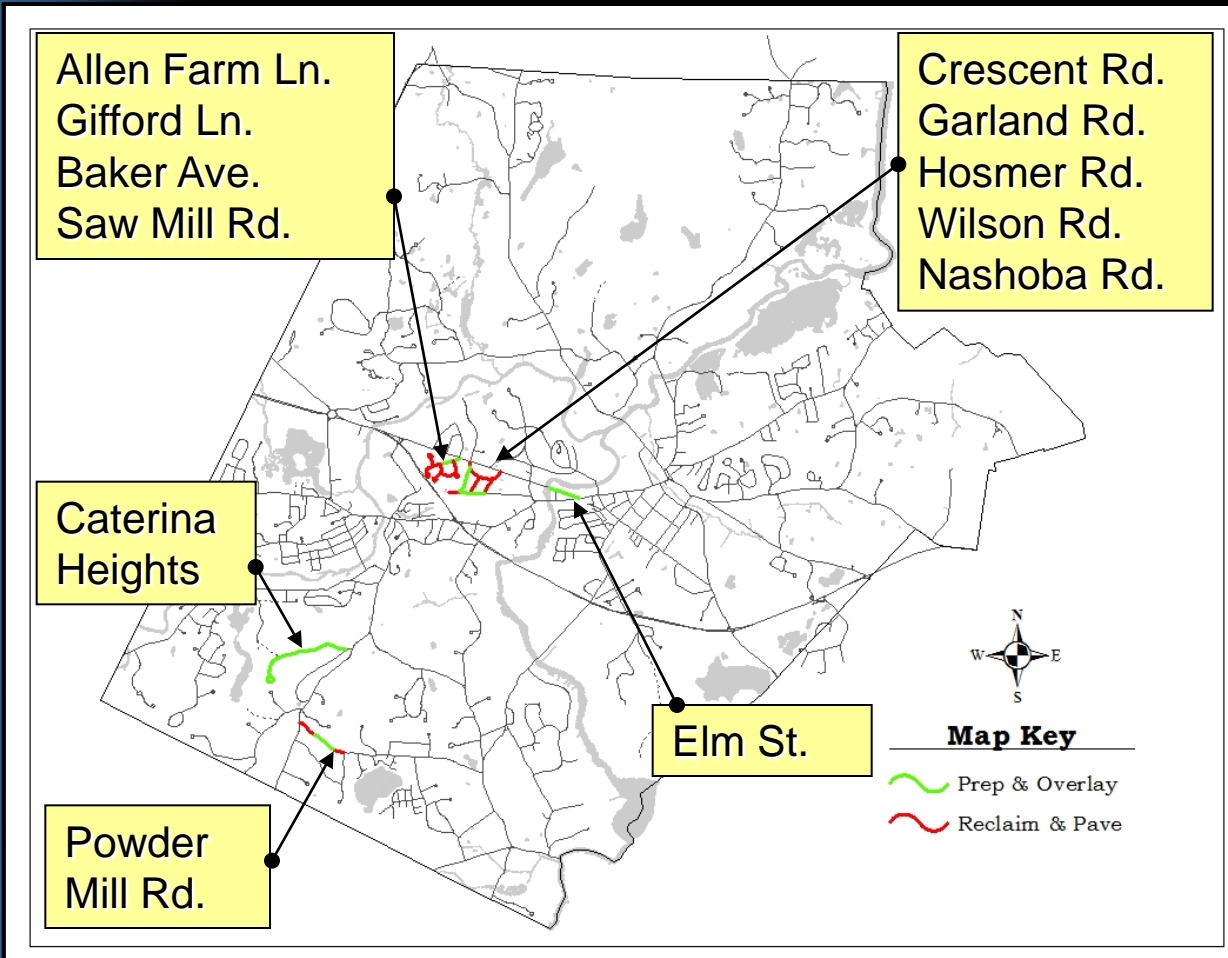 Allen Farm Ln.
Gifford Ln.
Baker Ave.
Saw Mill Rd.
Crescent Rd.
Garland Rd.
Hosmer Rd.
Wilson Rd.
Nashoba Rd.
Caterina
Heights
Elm St.
Powder
Mill Rd.
N
W E
S
Map Key
Prep & Overlay
Reclaim & Pave